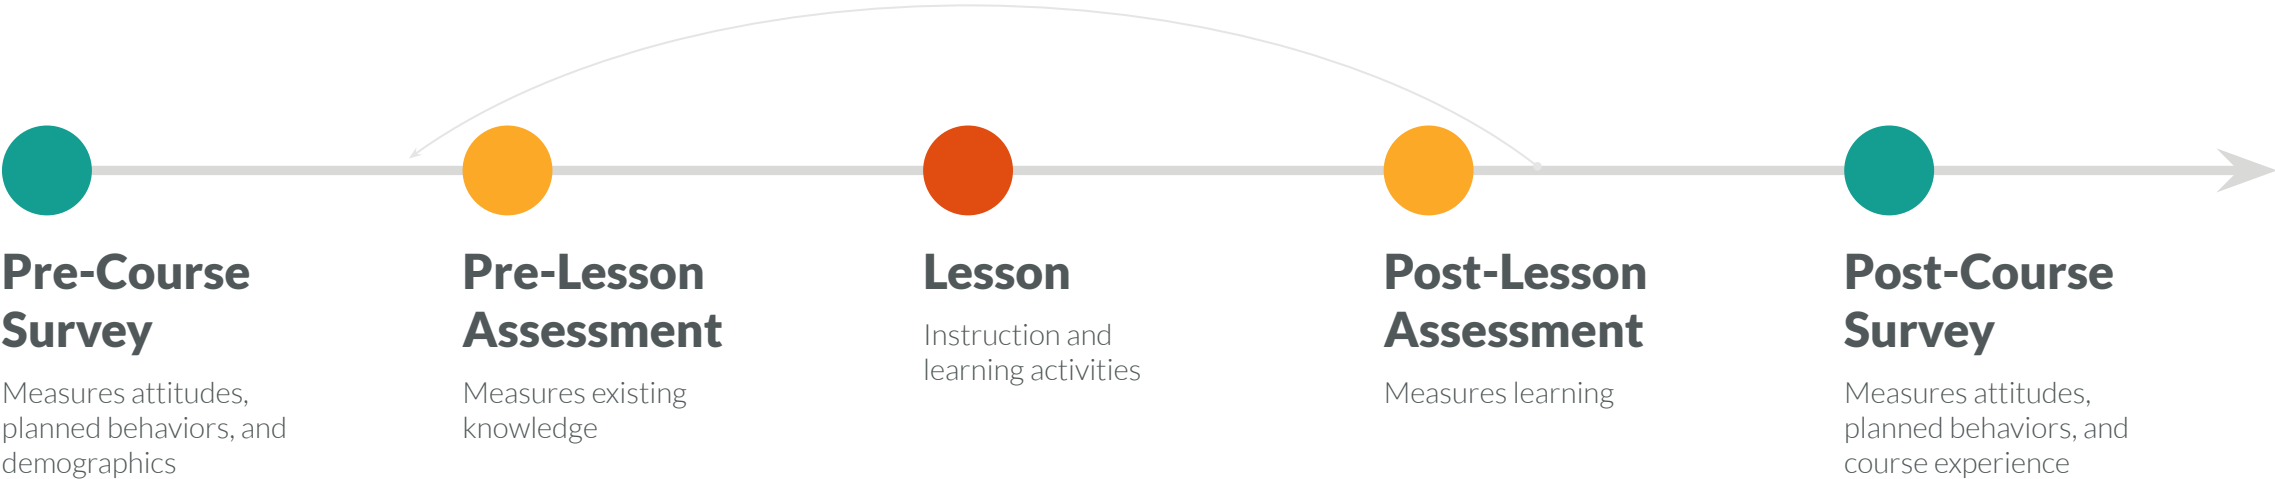 Pre-Course
Survey
Measures attitudes,
planned behaviors, and
demographics
Pre-Lesson
Assessment
Measures existing
knowledge
Lesson
Instruction and
learning activities
Post-Lesson
Assessment
Measures learning
Post-Course
Survey
Measures attitudes,
planned behaviors, and
course experience